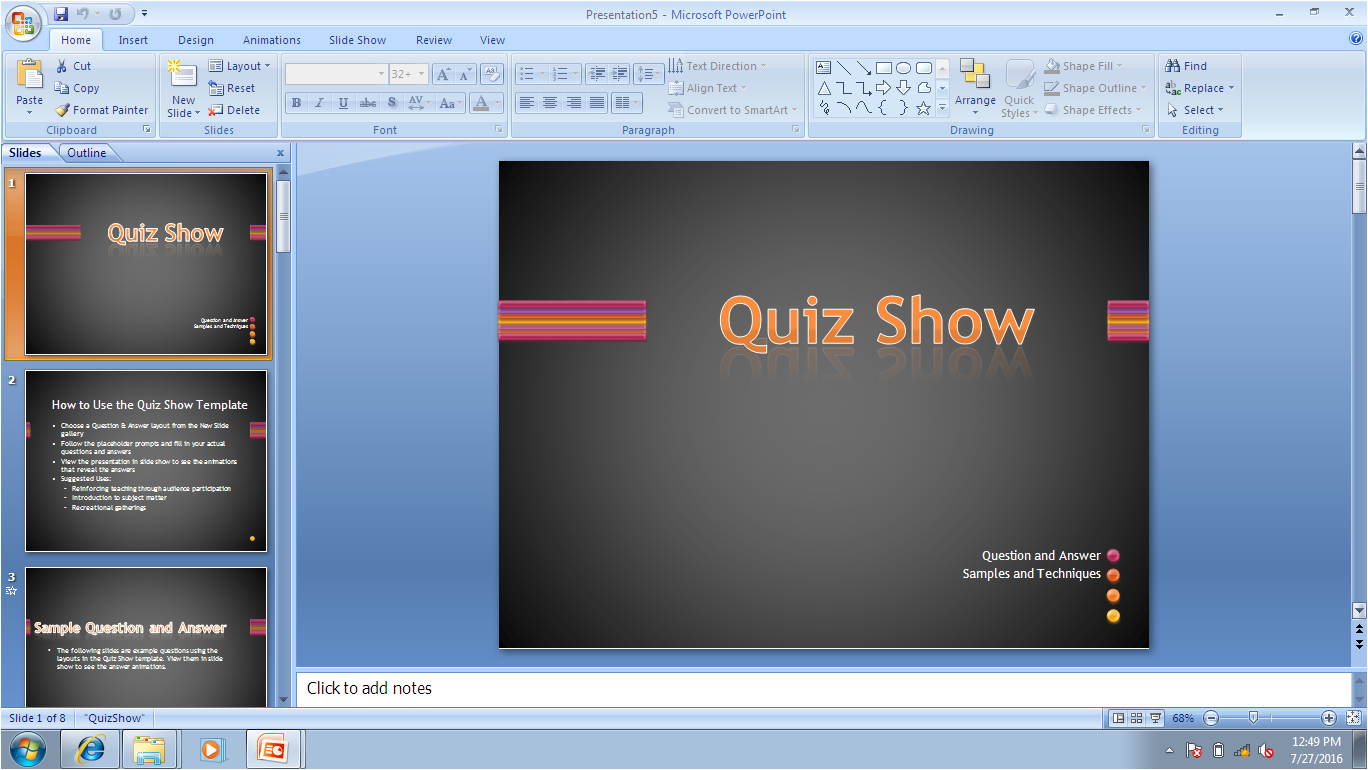 Presentation5 - Microsoft PowerPoint
Home Insert Design Animations Slide Show Review View
Paste
Cut
Copy
Format Painter
Clipboard
New Slide
Layout
Reset
Delete
Slides
32+
B I U abc S AV Aa A
Font
Text Direction
Align Text
Convert to SmartArt
Paragraph
Arrange
Quick Styles
Shape Fill
Shape Outline
Shape Effects
Drawing
Find
Replace
Select
Editing
Slides Outline x
1
Quiz Show
Question and Answer
Samples and Techniques
2
How to Use the Quiz Show Template
• Choose a Question & Answer layout from the New Slide
gallery
• Follow the placeholder prompts and fill in your actual
questions and answers
• View the presentation in slide show to see the animations
that reveal the answers
• Suggested Uses:
– Reinforcing teaching through audience participation
– Introduction to subject matter
– Recreational gatherings
3
Sample Question and Answer
• The following slides are example questions using the
layouts in the Quiz Show template. View them in slide
show to see the answer animations.
Quiz Show
Question and Answer
Samples and Techniques
Click to add notes
Slide 1 of 8 "QuizShow" 68%
12:49 PM
7/27/2016